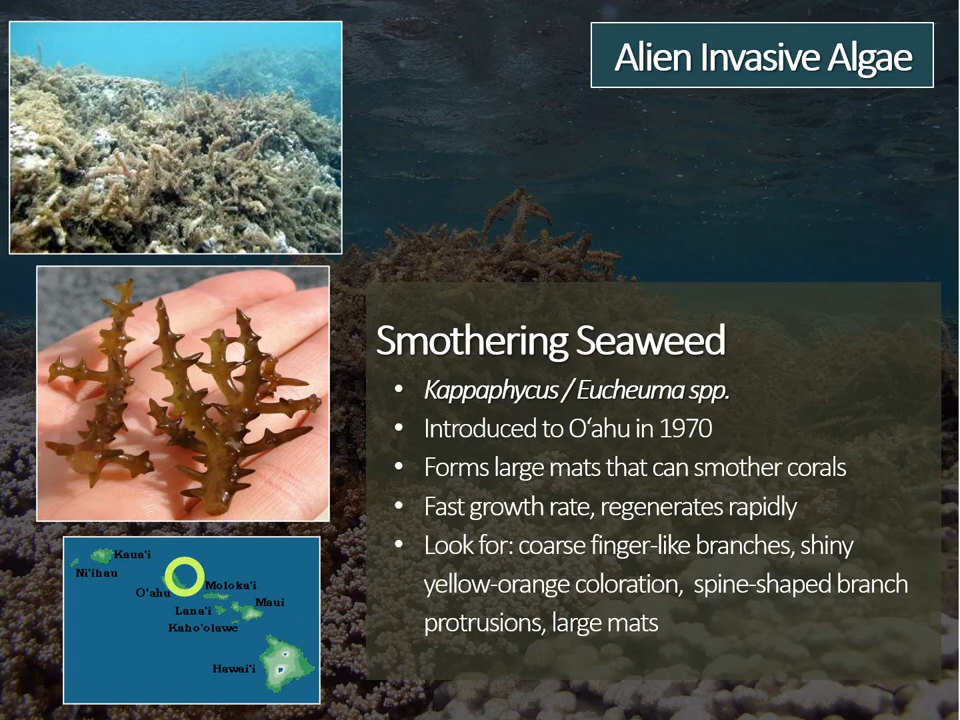 Alien Invasive Algae
Smothering Seaweed
• Kappaphycus / Eucheuma spp.
• Introduced to O‘ahu in 1970
• Forms large mats that can smother corals
• Fast growth rate, regenerates rapidly
• Look for: coarse finger-like branches, shiny
yellow-orange coloration, spine-shaped branch
protrusions, large mats
Kaua'i
Ni'ihau
O'ahu
Moloka'i
Lana'i
Maui
Kaho'olawe
Hawai'i